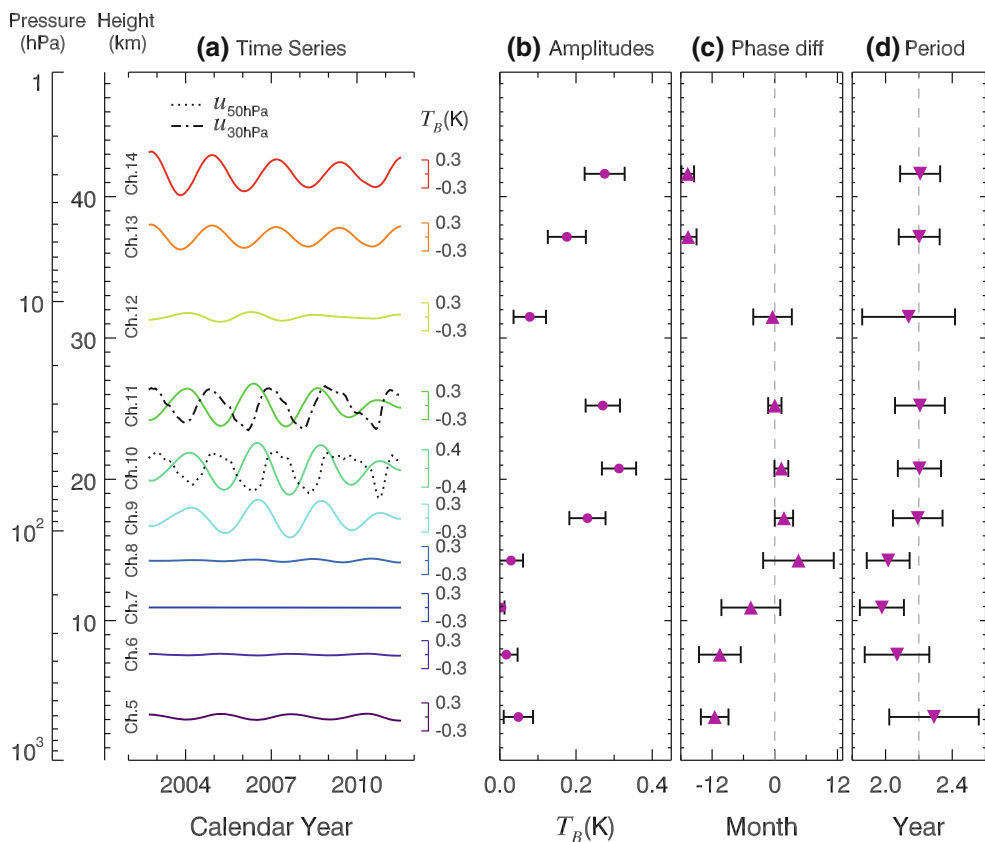 Pressure Height
(hPa) (km)
(a) Time Series
(b) Amplitudes
(c) Phase diff
(d) Period
1
10
10²
10³
40
30
20
10
u50hPa
u30hPa
T_B(K)
Ch.14
0.3
-0.3
Ch.13
0.3
-0.3
Ch.12
0.3
-0.3
Ch.11
0.3
-0.3
Ch.10
0.4
-0.4
Ch.9
0.3
-0.3
Ch.8
0.3
-0.3
Ch.7
0.3
-0.3
Ch.6
0.3
-0.3
Ch.5
0.3
-0.3
2004 2007 2010
0.0 0.2 0.4
-12 0 12
2.0 2.4
Calendar Year
T_B(K)
Month
Year